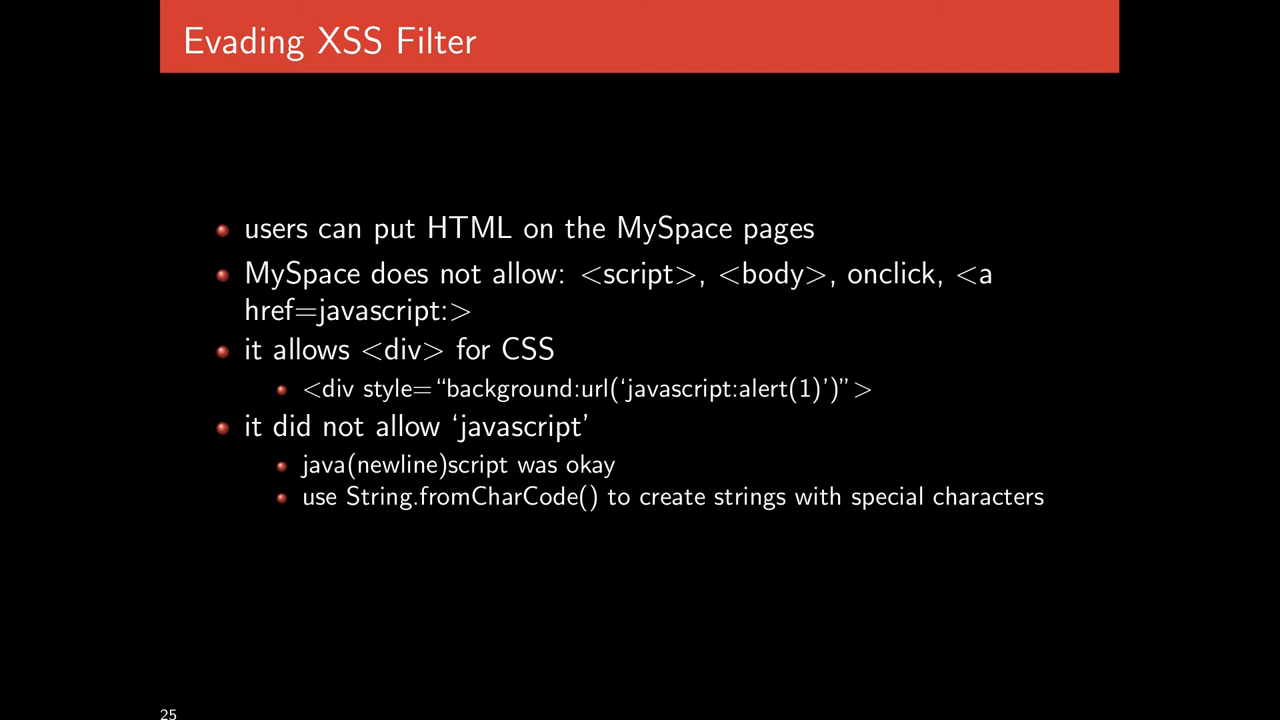 Evading XSS Filter
users can put HTML on the MySpace pages
MySpace does not allow: <script>, <body>, onclick, <a
href=javascript:>
it allows <div> for CSS
<div style=“background:url(‘javascript:alert(1)’)”>
it did not allow ‘javascript’
java(newline)script was okay
use String.fromCharCode() to create strings with special characters
25